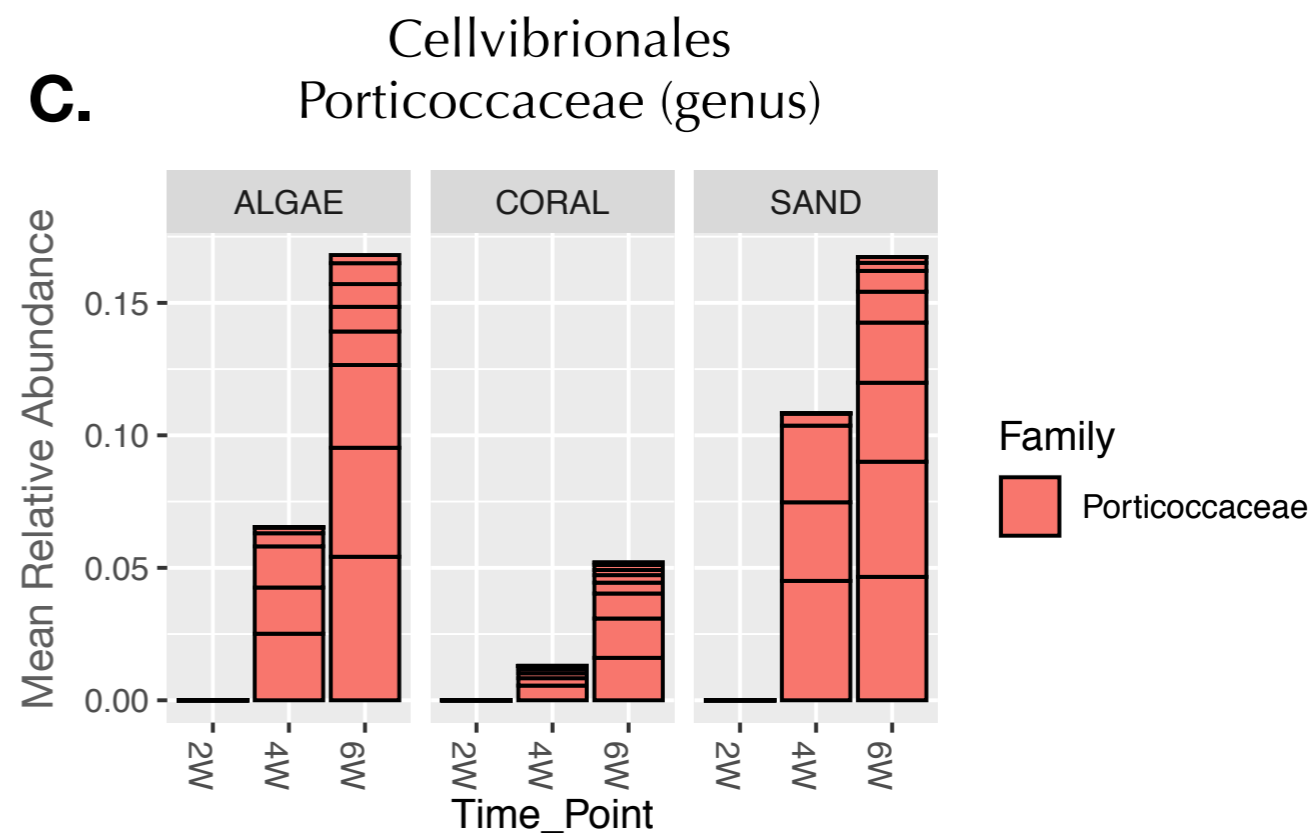 Cellvibrionales
C.
Porticoccaceae (genus)
ALGAE
CORAL
SAND
Mean Relative Abundance
0.15
0.10
0.05
0.00
2W
4W
6W
2W
4W
6W
2W
4W
6W
Time_Point
Family
Porticoccaceae